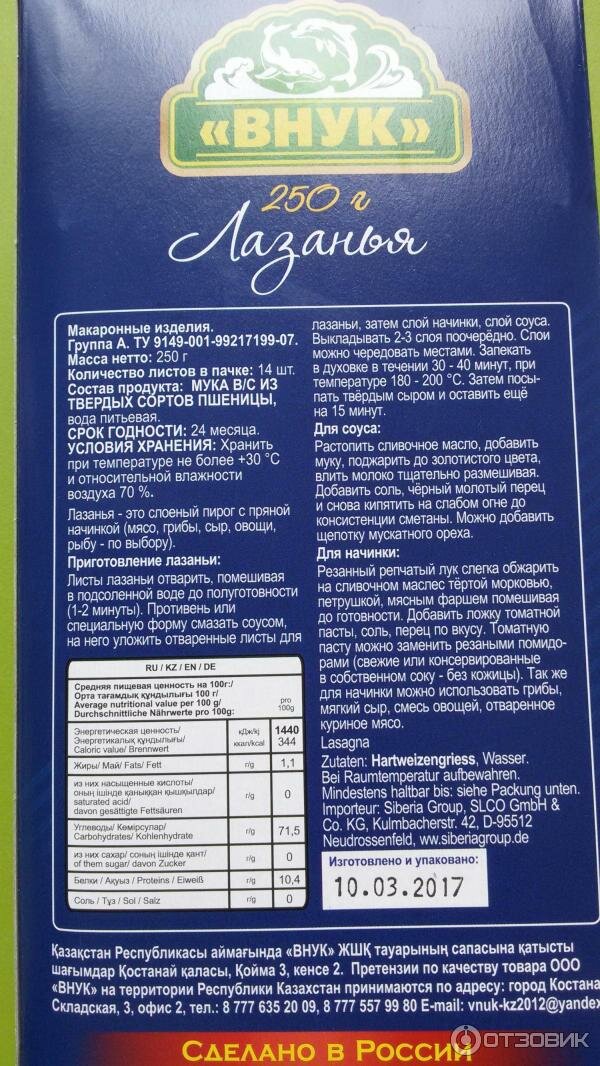 «ВНУК»
250 г
Лазанья
Макаронные изделия.
Группа А. ТУ 9149-001-99217199-07.
Масса нетто: 250 г
Количество листов в пачке: 14 шт.
Состав продукта: МУКА В/С ИЗ
ТВЕРДЫХ СОРТОВ ПШЕНИЦЫ,
вода питьевая.
СРОК ГОДНОСТИ: 24 месяца.
УСЛОВИЯ ХРАНЕНИЯ: Хранить
при температуре не более +30 °С
и относительной влажности
воздуха 70 %.
Лазанья - это слоеный пирог с пряной
начинкой (мясо, грибы, сыр, овощи,
рыбу - по выбору).
Приготовление лазаньи:
Листы лазаньи отварить, помешивая
в подсоленной воде до полуготовности
(1-2 минуты). Противень или
специальную форму смазать соусом,
на него уложить отваренные листы для
лазаньи, затем слой начинки, слой соуса.
Выкладывать 2-3 слоя поочерёдно. Слои
можно чередовать местами. Запекать
в духовке в течении 30 - 40 минут, при
температуре 180 - 200 °С. Затем посы-
пать твёрдым сыром и оставить ещё
на 15 минут.
Для соуса:
Растопить сливочное масло, добавить
муку, поджарить до золотистого цвета,
влить молоко тщательно размешивая.
Добавить соль, чёрный молотый перец
и снова кипятить на слабом огне до
консистенции сметаны. Можно добавить
щепотку мускатного ореха.
Для начинки:
Резанный репчатый лук слегка обжарить
на сливочном маслес тёртой морковью,
петрушкой, мясным фаршем помешивая
до готовности. Добавить ложку томатной
пасты, соль, перец по вкусу. Томатную
пасту можно заменить резаными помидо-
рами (свежие или консервированные
в собственном соку - без кожицы). Так же
для начинки можно использовать грибы,
мягкий сыр, смесь овощей, отваренное
куриное мясо.
Lasagna
Zutaten: Hartweizengriess, Wasser.
Bei Raumtemperatur aufbewahren.
Mindestens haltbar bis: siehe Packung unten.
Importeur: Siberia Group, SLCO GmbH &
Co. KG, Kulmbacherstr. 42, D-95512
Neudrossenfeld, ww.siberiagroup.de
Изготовлено и упаковано:
10.03.2017
RU / KZ / EN / DE
Средняя пищевая ценность на 100г:/
Орта тағамдық құндылығы 100 г/
Average nutritional value per 100 g/
Durchschnittliche Nährwerte pro 100g:
pro
100g
Энергетическая ценность/
Энергетикалық құндылығы/
Caloric value/ Brennwert
кДж/kj 1440
ккал/kcal 344
Жиры/ Май/ Fats/ Fett г/g 1,1
из них насыщенные кислоты/
оның ішінде қаныққан қышқылдар/
saturated acid/
davon gesättigte Fettsäuren
г/g 0
Углеводы/ Көмірсулар/
Carbohydrates/ Kohlenhydrate
г/g 71,5
из них сахар/ соның ішінде қант/
of them sugar/ davon Zucker
г/g 0
Белки / Ақуыз / Proteins / Eiweiß г/g 10,4
Соль / Тұз / Sol / Salz г/g 0
Қазақстан Республикасы аймағында «ВНУК» ЖШҚ тауарының сапасына қатысты
шағымдар Қостанай қаласы, Қойма 3, кенсе 2. Претензии по качеству товара ООО
«ВНУК» на территории Республики Казахстан принимаются по адресу: город Костана
Складская, 3, офис 2, тел.: 8 777 635 20 09, 8 777 557 99 80 E-mail: vnuk-kz2012@yandex
СДЕЛАНО В РОССИИ
ОТЗОВИК